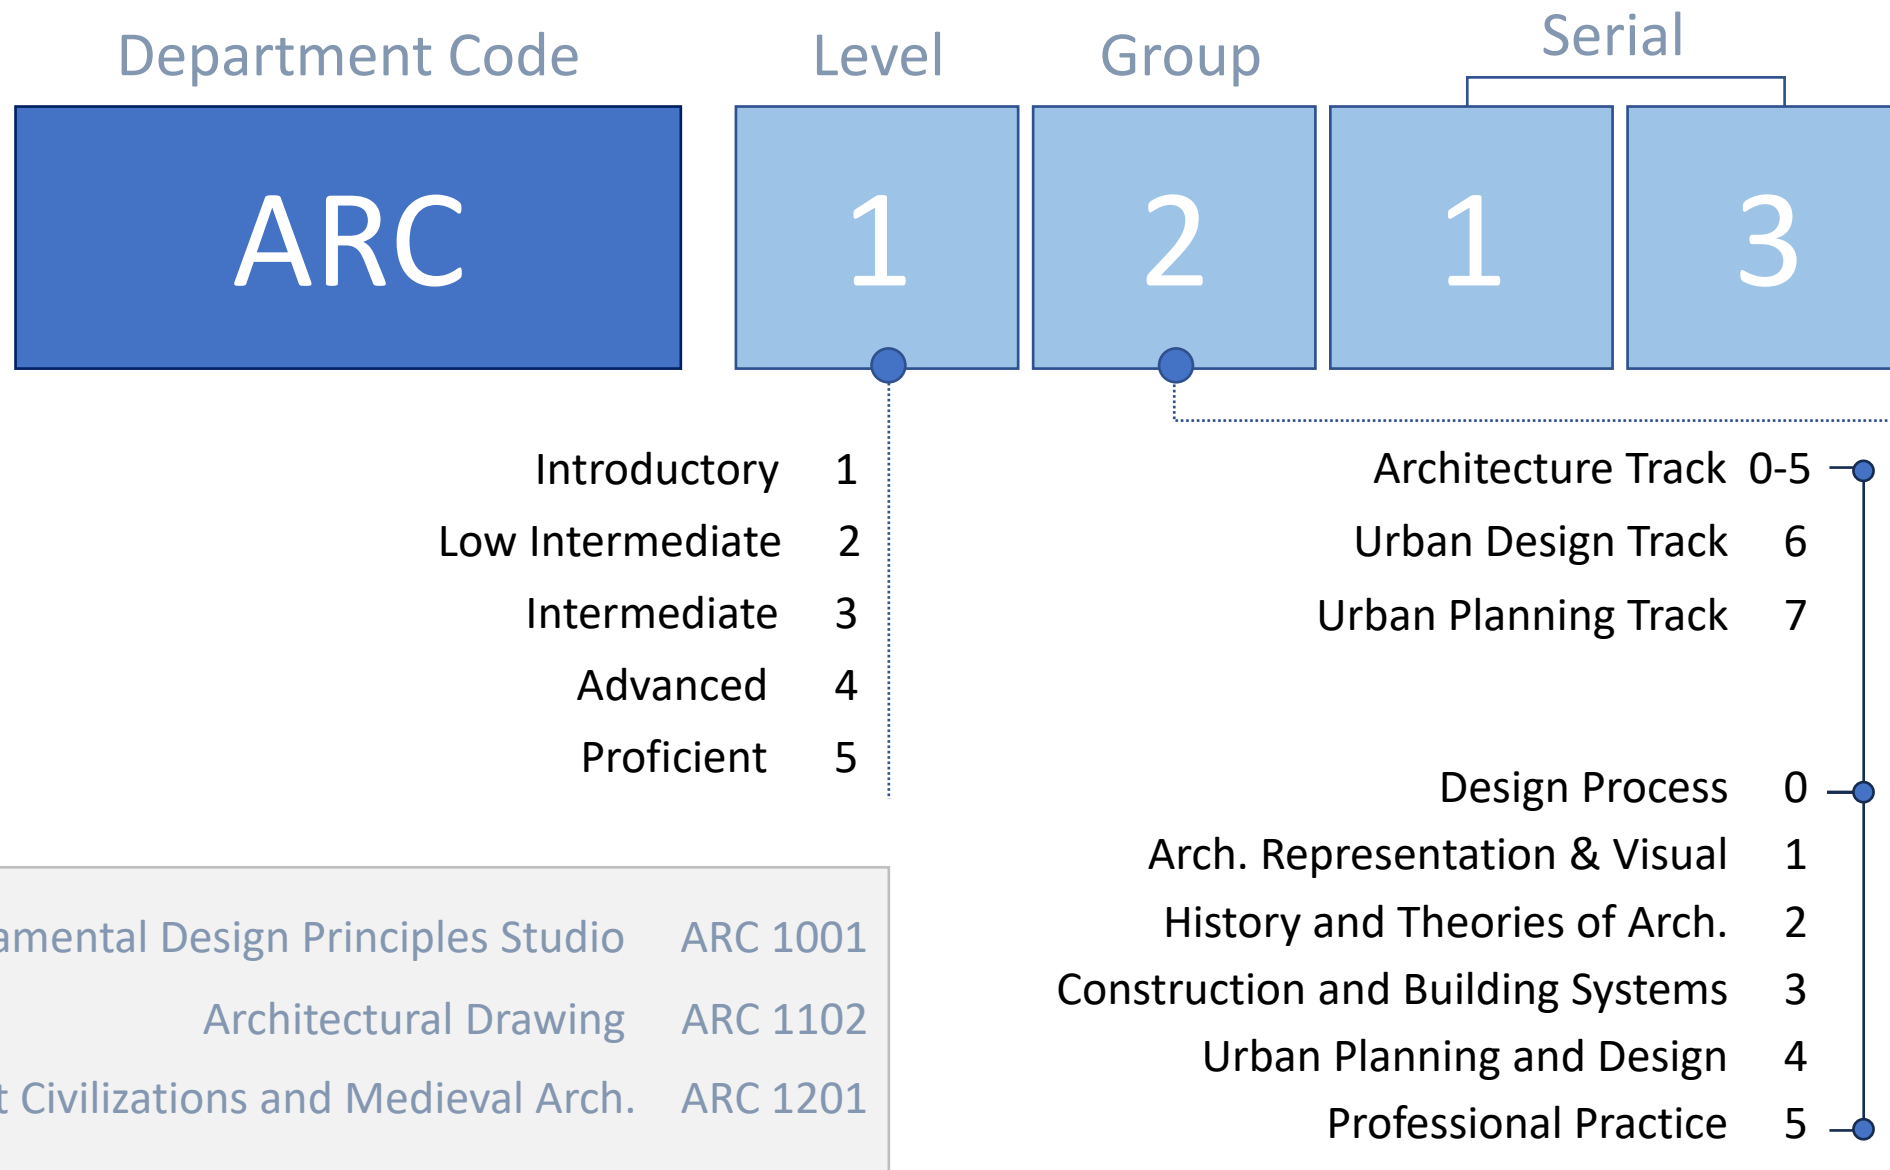 Department Code Level Group Serial
ARC 1 2 1 3
Introductory 1
Low Intermediate 2
Intermediate 3
Advanced 4
Proficient 5
Architecture Track 0-5
Urban Design Track 6
Urban Planning Track 7
Design Process 0
Arch. Representation & Visual 1
History and Theories of Arch. 2
Construction and Building Systems 3
Urban Planning and Design 4
Professional Practice 5
Design Principles Studio ARC 1001
Architectural Drawing ARC 1102
Civilizations and Medieval Arch. ARC 1201